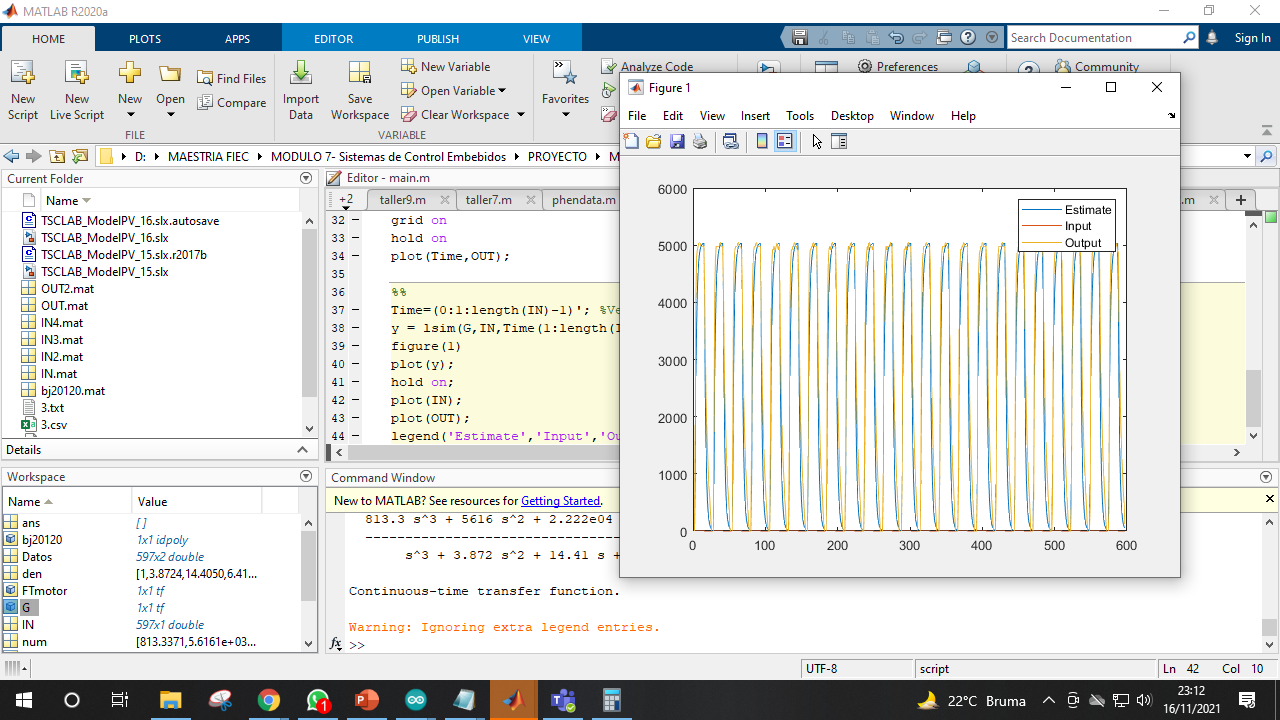 MATLAB R2020a
HOME PLOTS APPS EDITOR PUBLISH VIEW
Search Documentation
Sign In
New Script
New Live Script
New
Open
Find Files
Compare
FILE
Import Data
Save Workspace
New Variable
Open Variable
Clear Workspace
VARIABLE
Favorites
Analyze Code
Preferences
Community
D: MAESTRIA FIEC MODULO 7- Sistemas de Control Embebidos PROYECTO M
Current Folder
Name
TSCLAB_ModelPV_16.slx.autosave
TSCLAB_ModelPV_16.slx
TSCLAB_ModelPV_15.slx.r2017b
TSCLAB_ModelPV_15.slx
OUT2.mat
OUT.mat
IN4.mat
IN3.mat
IN2.mat
IN.mat
bj20120.mat
3.txt
3.csv
Details
Workspace
Name Value
ans []
bj20120 1x1 idpoly
Datos 597x2 double
den [1,3.8724,14.4050,6.41...
FTmotor 1x1 tf
G 1x1 tf
IN 597x1 double
num [813.3371,5.6161e+03...
Editor - main.m
+2 taller9.m taller7.m phendata.m .m
32 grid on
33 hold on
34 plot(Time,OUT);
35
36 %%
37 Time=(0:1:length(IN)-1)'; %Ve
38 y = lsim(G,IN,Time(1:length(I
39 figure(1)
40 plot(y);
41 hold on;
42 plot(IN);
43 plot(OUT);
44 legend('Estimate','Input','Ou
Command Window
New to MATLAB? See resources for Getting Started.
813.3 s^3 + 5616 s^2 + 2.222e04
---------------------------------
s^3 + 3.872 s^2 + 14.41 s +
Continuous-time transfer function.
Warning: Ignoring extra legend entries.
fx >>
Figure 1
File Edit View Insert Tools Desktop Window Help
6000
5000
4000
3000
2000
1000
0
0 100 200 300 400 500 600
Estimate
Input
Output
UTF-8 script Ln 42 Col 10
1
22°C Bruma
23:12
16/11/2021